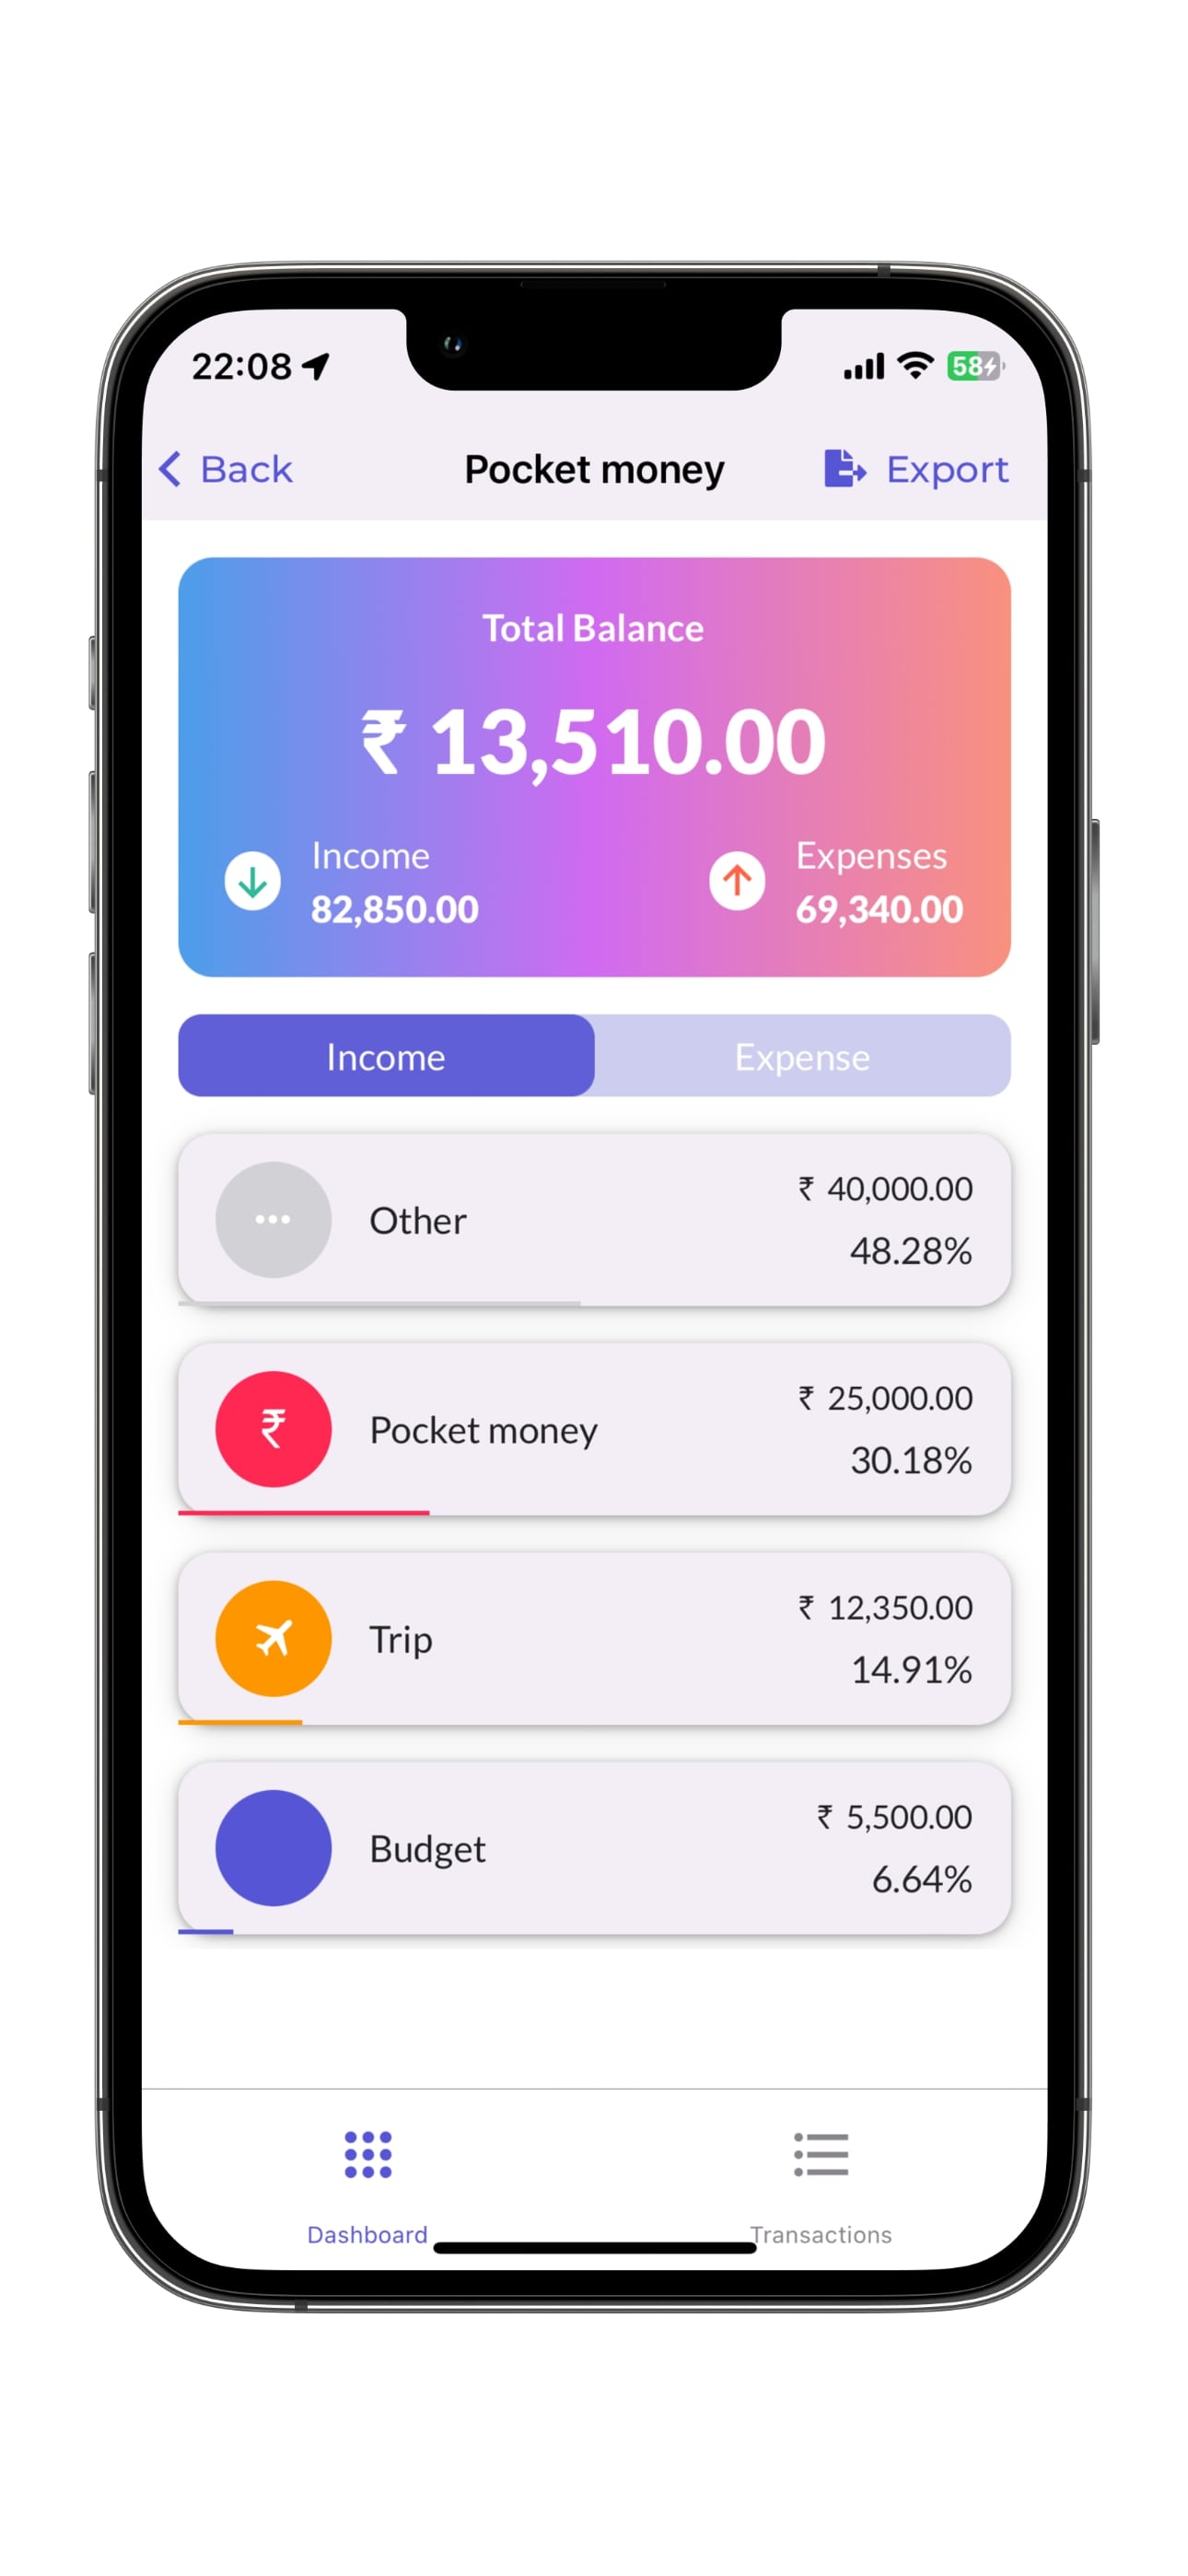 22:08
58
Back
Pocket money
Export
Total Balance
₹ 13,510.00
Income
82,850.00
Expenses
69,340.00
Income
Expense
Other
₹ 40,000.00
48.28%
Pocket money
₹ 25,000.00
30.18%
Trip
₹ 12,350.00
14.91%
Budget
₹ 5,500.00
6.64%
Dashboard
Transactions